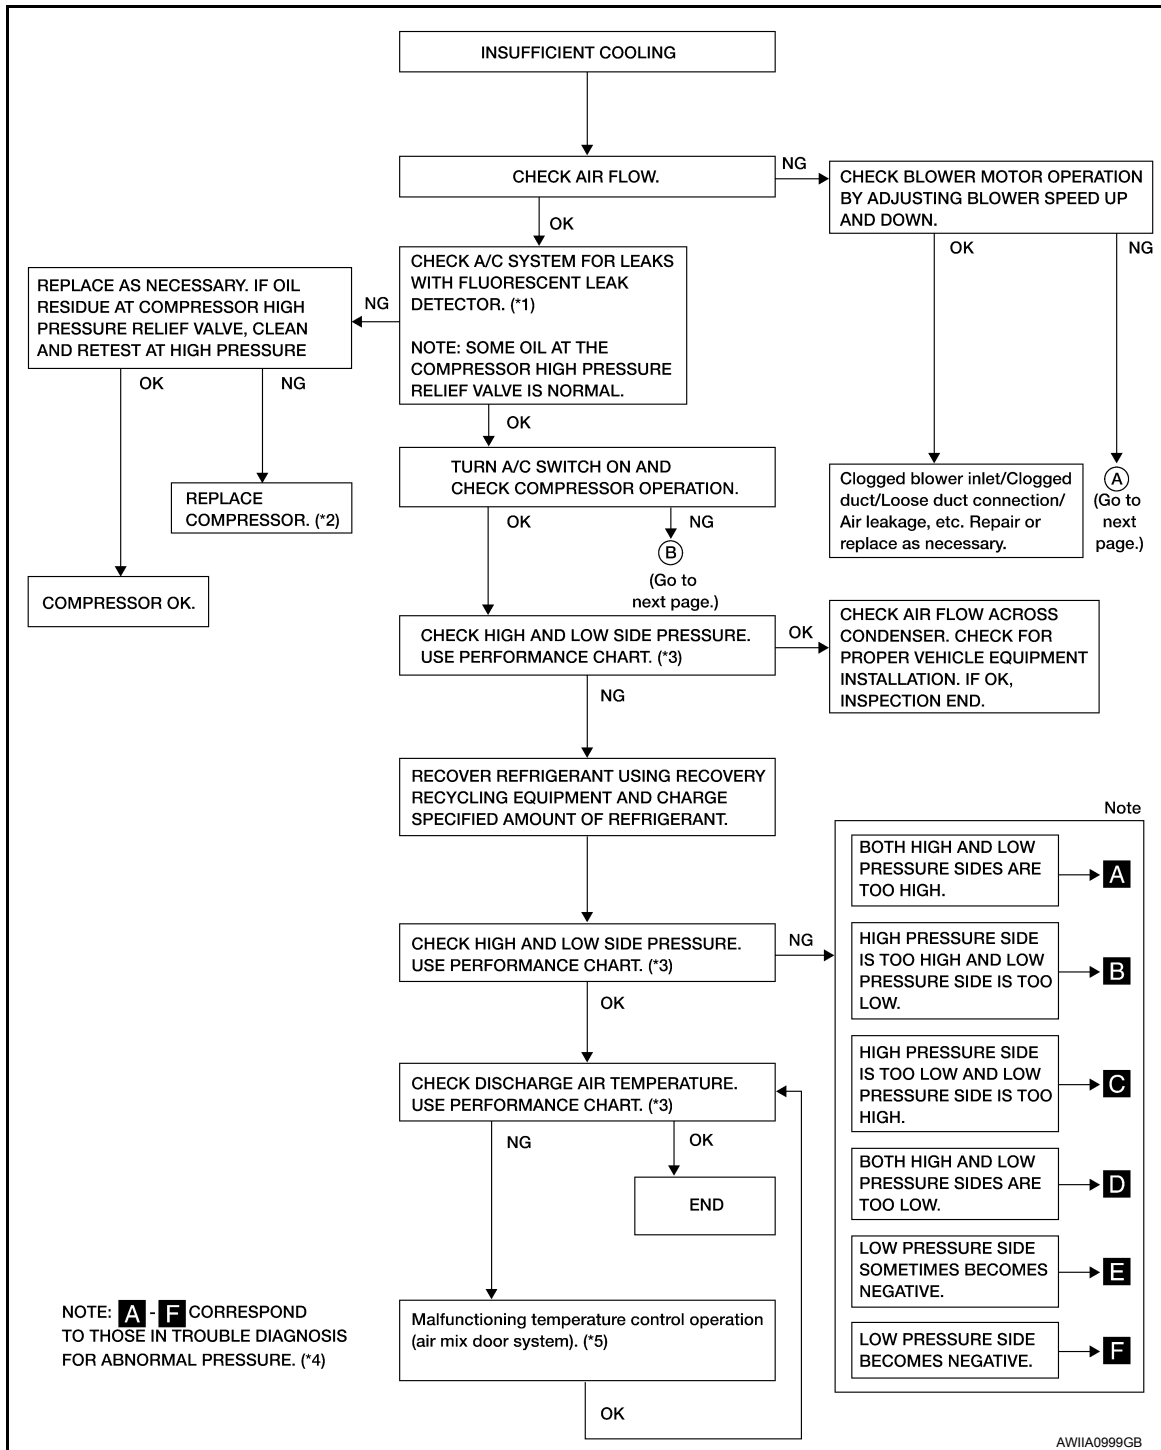 INSUFFICIENT COOLING
CHECK AIR FLOW.
NG
CHECK BLOWER MOTOR OPERATION
BY ADJUSTING BLOWER SPEED UP
AND DOWN.
OK
OK
NG
CHECK A/C SYSTEM FOR LEAKS
WITH FLUORESCENT LEAK
DETECTOR. (*1)
NOTE: SOME OIL AT THE
COMPRESSOR HIGH PRESSURE
RELIEF VALVE IS NORMAL.
NG
REPLACE AS NECESSARY. IF OIL
RESIDUE AT COMPRESSOR HIGH
PRESSURE RELIEF VALVE, CLEAN
AND RETEST AT HIGH PRESSURE
OK
NG
REPLACE
COMPRESSOR. (*2)
COMPRESSOR OK.
OK
TURN A/C SWITCH ON AND
CHECK COMPRESSOR OPERATION.
OK
NG
B
(Go to
next page.)
Clogged blower inlet/Clogged
duct/Loose duct connection/
Air leakage, etc. Repair or
replace as necessary.
A
(Go to
next
page.)
CHECK HIGH AND LOW SIDE PRESSURE.
USE PERFORMANCE CHART. (*3)
OK
CHECK AIR FLOW ACROSS
CONDENSER. CHECK FOR
PROPER VEHICLE EQUIPMENT
INSTALLATION. IF OK,
INSPECTION END.
NG
RECOVER REFRIGERANT USING RECOVERY
RECYCLING EQUIPMENT AND CHARGE
SPECIFIED AMOUNT OF REFRIGERANT.
CHECK HIGH AND LOW SIDE PRESSURE.
USE PERFORMANCE CHART. (*3)
NG
OK
Note
BOTH HIGH AND LOW
PRESSURE SIDES ARE
TOO HIGH.
A
HIGH PRESSURE SIDE
IS TOO HIGH AND LOW
PRESSURE SIDE IS TOO
LOW.
B
HIGH PRESSURE SIDE
IS TOO LOW AND LOW
PRESSURE SIDE IS TOO
HIGH.
C
BOTH HIGH AND LOW
PRESSURE SIDES ARE
TOO LOW.
D
LOW PRESSURE SIDE
SOMETIMES BECOMES
NEGATIVE.
E
LOW PRESSURE SIDE
BECOMES NEGATIVE.
F
CHECK DISCHARGE AIR TEMPERATURE.
USE PERFORMANCE CHART. (*3)
NG
OK
END
Malfunctioning temperature control operation
(air mix door system). (*5)
OK
NOTE: A - F CORRESPOND
TO THOSE IN TROUBLE DIAGNOSIS
FOR ABNORMAL PRESSURE. (*4)
AWIIA0999GB